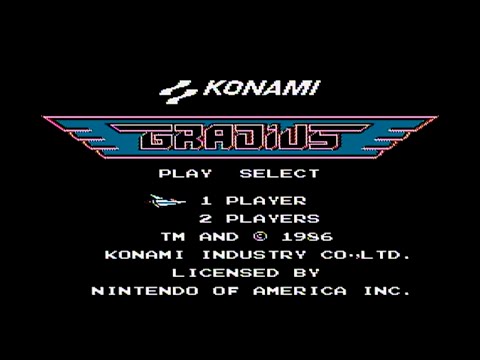 KONAMI
GRADIUS
PLAY SELECT
1 PLAYER
2 PLAYERS
TM AND © 1986
KONAMI INDUSTRY CO.,LTD.
LICENSED BY
NINTENDO OF AMERICA INC.